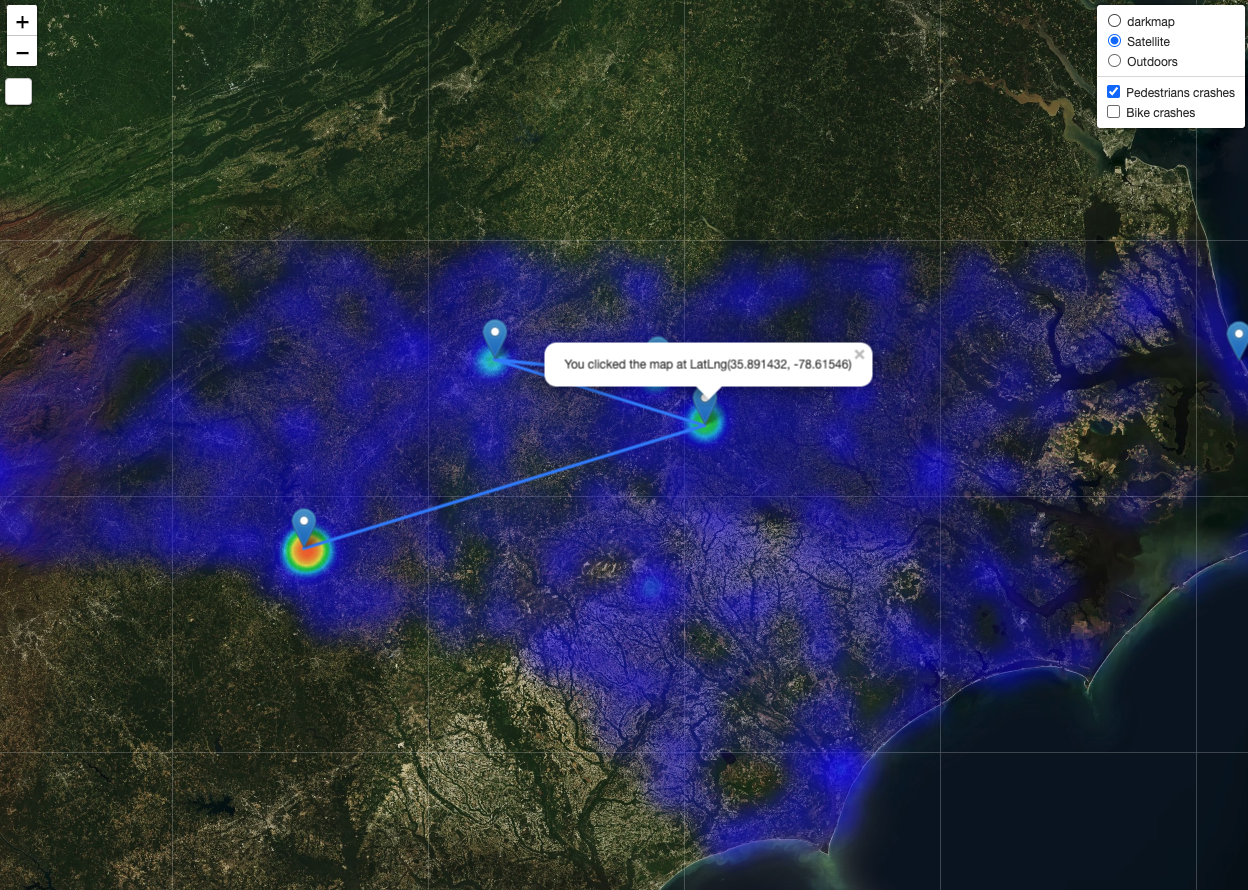 +
−
darkmap
Satellite
Outdoors
Pedestrians crashes
Bike crashes
You clicked the map at LatLng(35.891432, -78.61546)
×